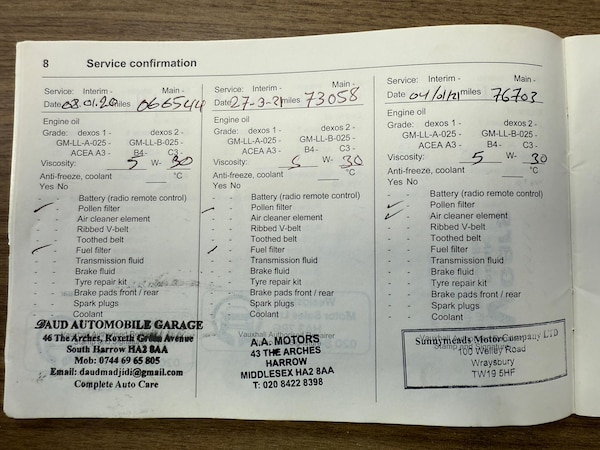 8 Service confirmation
Service: Interim - Main -
Date 08.01.20 miles 066544
Engine oil
Grade: dexos 1 - dexos 2 -
GM-LL-A-025 - GM-LL-B-025 -
ACEA A3 - B4 - C3 -
Viscosity: 5 W- 30
Anti-freeze, coolant °C
Yes No
- - Battery (radio remote control)
- - Pollen filter
- - Air cleaner element
- - Ribbed V-belt
- - Toothed belt
- - Fuel filter
- - Transmission fluid
- - Brake fluid
- - Tyre repair kit
- - Brake pads front / rear
- - Spark plugs
- - Coolant
DAUD AUTOMOBILE GARAGE
46 The Arches, Roxeth Green Avenue
South Harrow HA2 8AA
Mob: 0744 69 65 805
Email: daudmadjidi@gmail.com
Complete Auto Care
Service: Interim - Main -
Date 27-3-21 miles 73058
Engine oil
Grade: dexos 1 - dexos 2 -
GM-LL-A-025 - GM-LL-B-025 -
ACEA A3 - B4 - C3 -
Viscosity: 5 W- 30
Anti-freeze, coolant °C
Yes No
- - Battery (radio remote control)
- - Pollen filter
- - Air cleaner element
- - Ribbed V-belt
- - Toothed belt
- - Fuel filter
- - Transmission fluid
- - Brake fluid
- - Tyre repair kit
- - Brake pads front / rear
- - Spark plugs
- - Coolant
Vauxhall Authorised Repairer
A.A. MOTORS
43 THE ARCHES
HARROW
MIDDLESEX HA2 8AA
T: 020 8422 8398
Service: Interim - Main -
Date miles 76703
Engine oil
Grade: dexos 1 - dexos 2 -
GM-LL-A-025 - GM-LL-B-025 -
ACEA A3 - B4 - C3 -
Viscosity: 5 W- 30
Anti-freeze, coolant °C
Yes No
- - Battery (radio remote control)
- - Pollen filter
- - Air cleaner element
- - Ribbed V-belt
- - Toothed belt
- - Fuel filter
- - Transmission fluid
- - Brake fluid
- - Tyre repair kit
- - Brake pads front / rear
- - Spark plugs
- - Coolant
Sunnymeads Motor Company LTD
100 Welley Road
Wraysbury
TW19 5HF